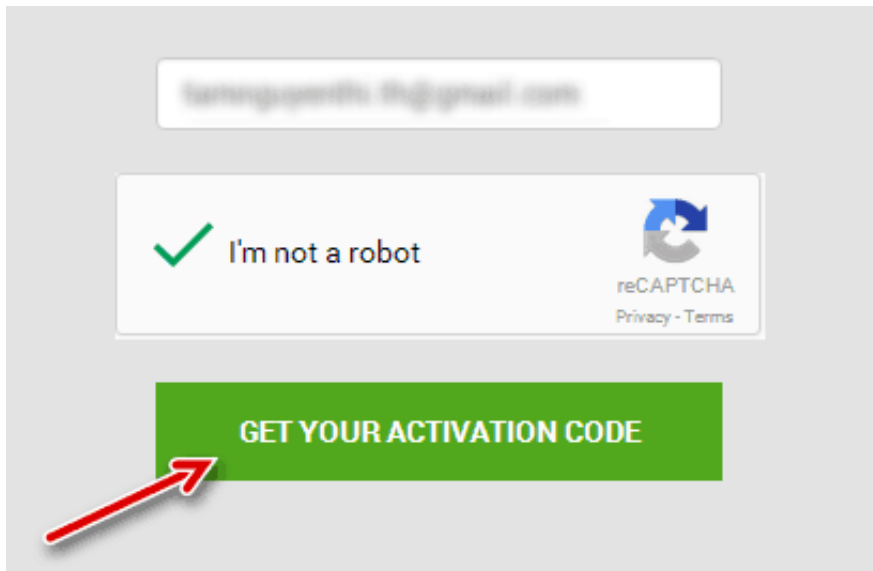 I'm not a robot
reCAPTCHA
Privacy - Terms
GET YOUR ACTIVATION CODE